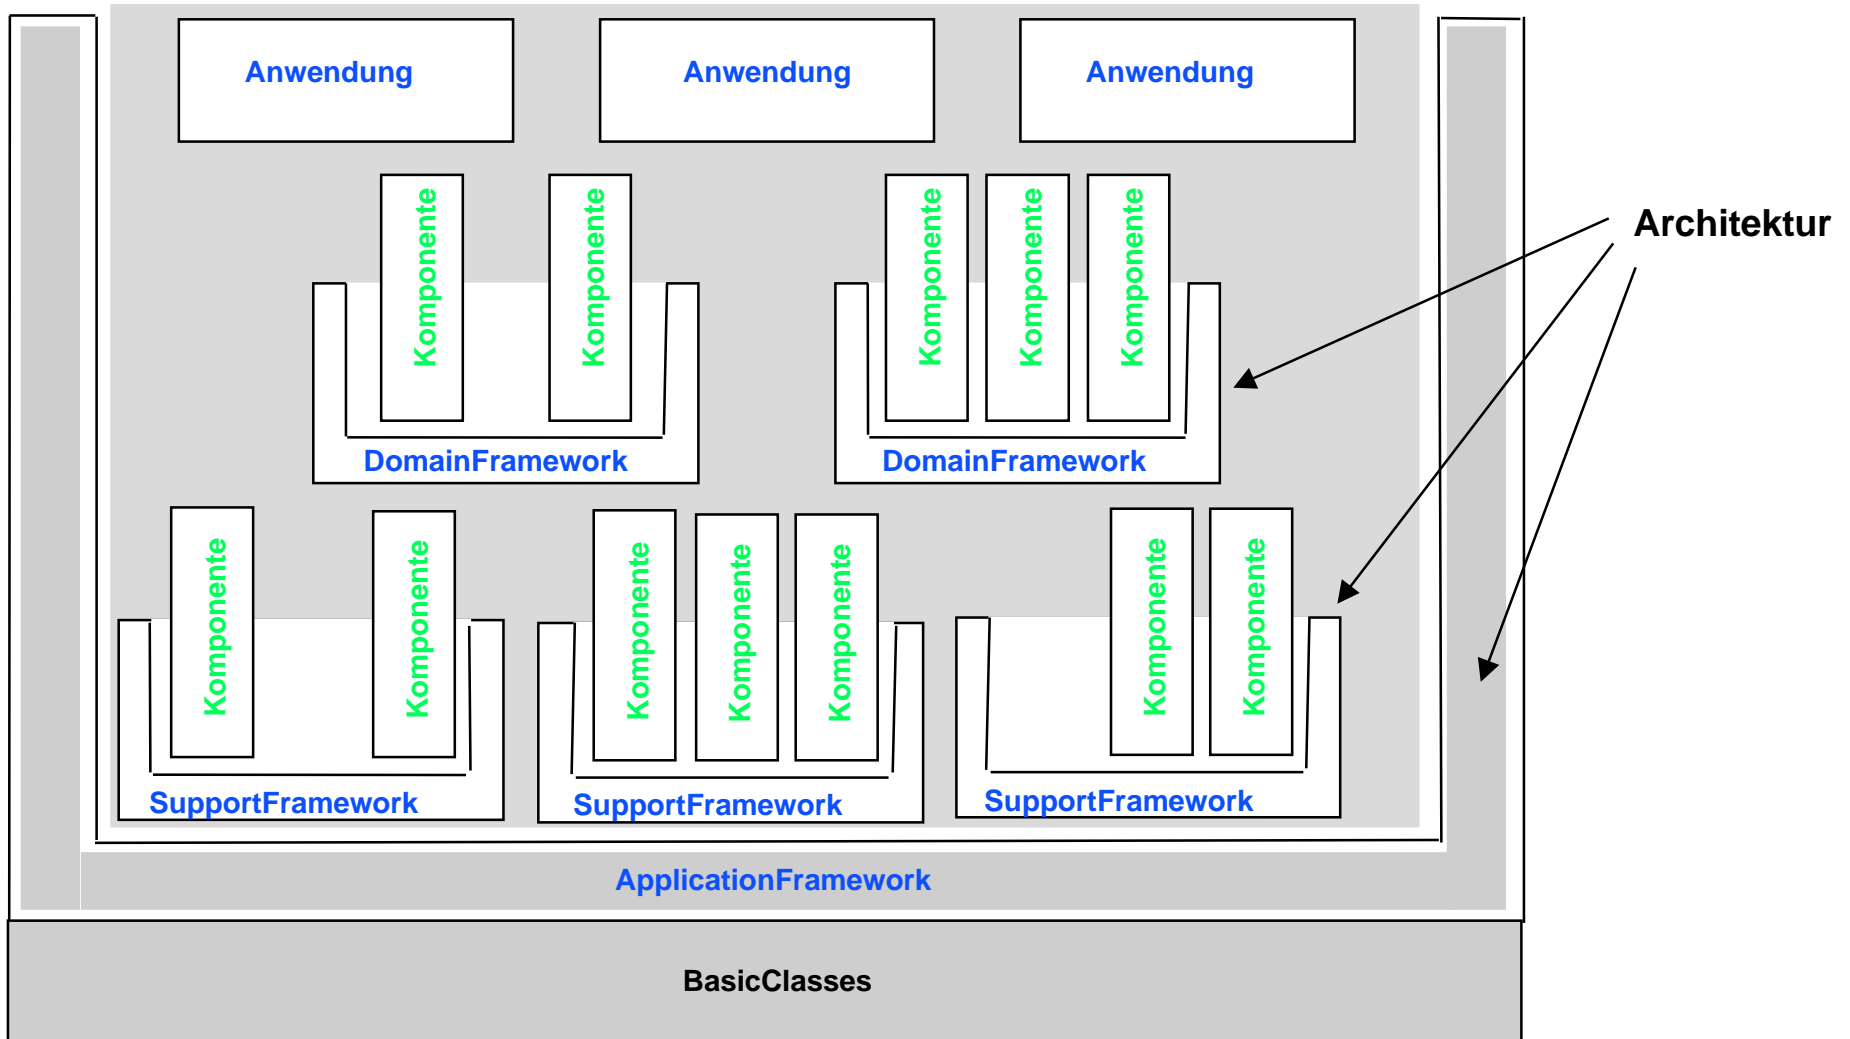 Anwendung
Anwendung
Anwendung
Komponente
Komponente
Komponente
Komponente
Komponente
Architektur
DomainFramework
DomainFramework
Komponente
Komponente
Komponente
Komponente
Komponente
Komponente
Komponente
SupportFramework
SupportFramework
SupportFramework
ApplicationFramework
BasicClasses